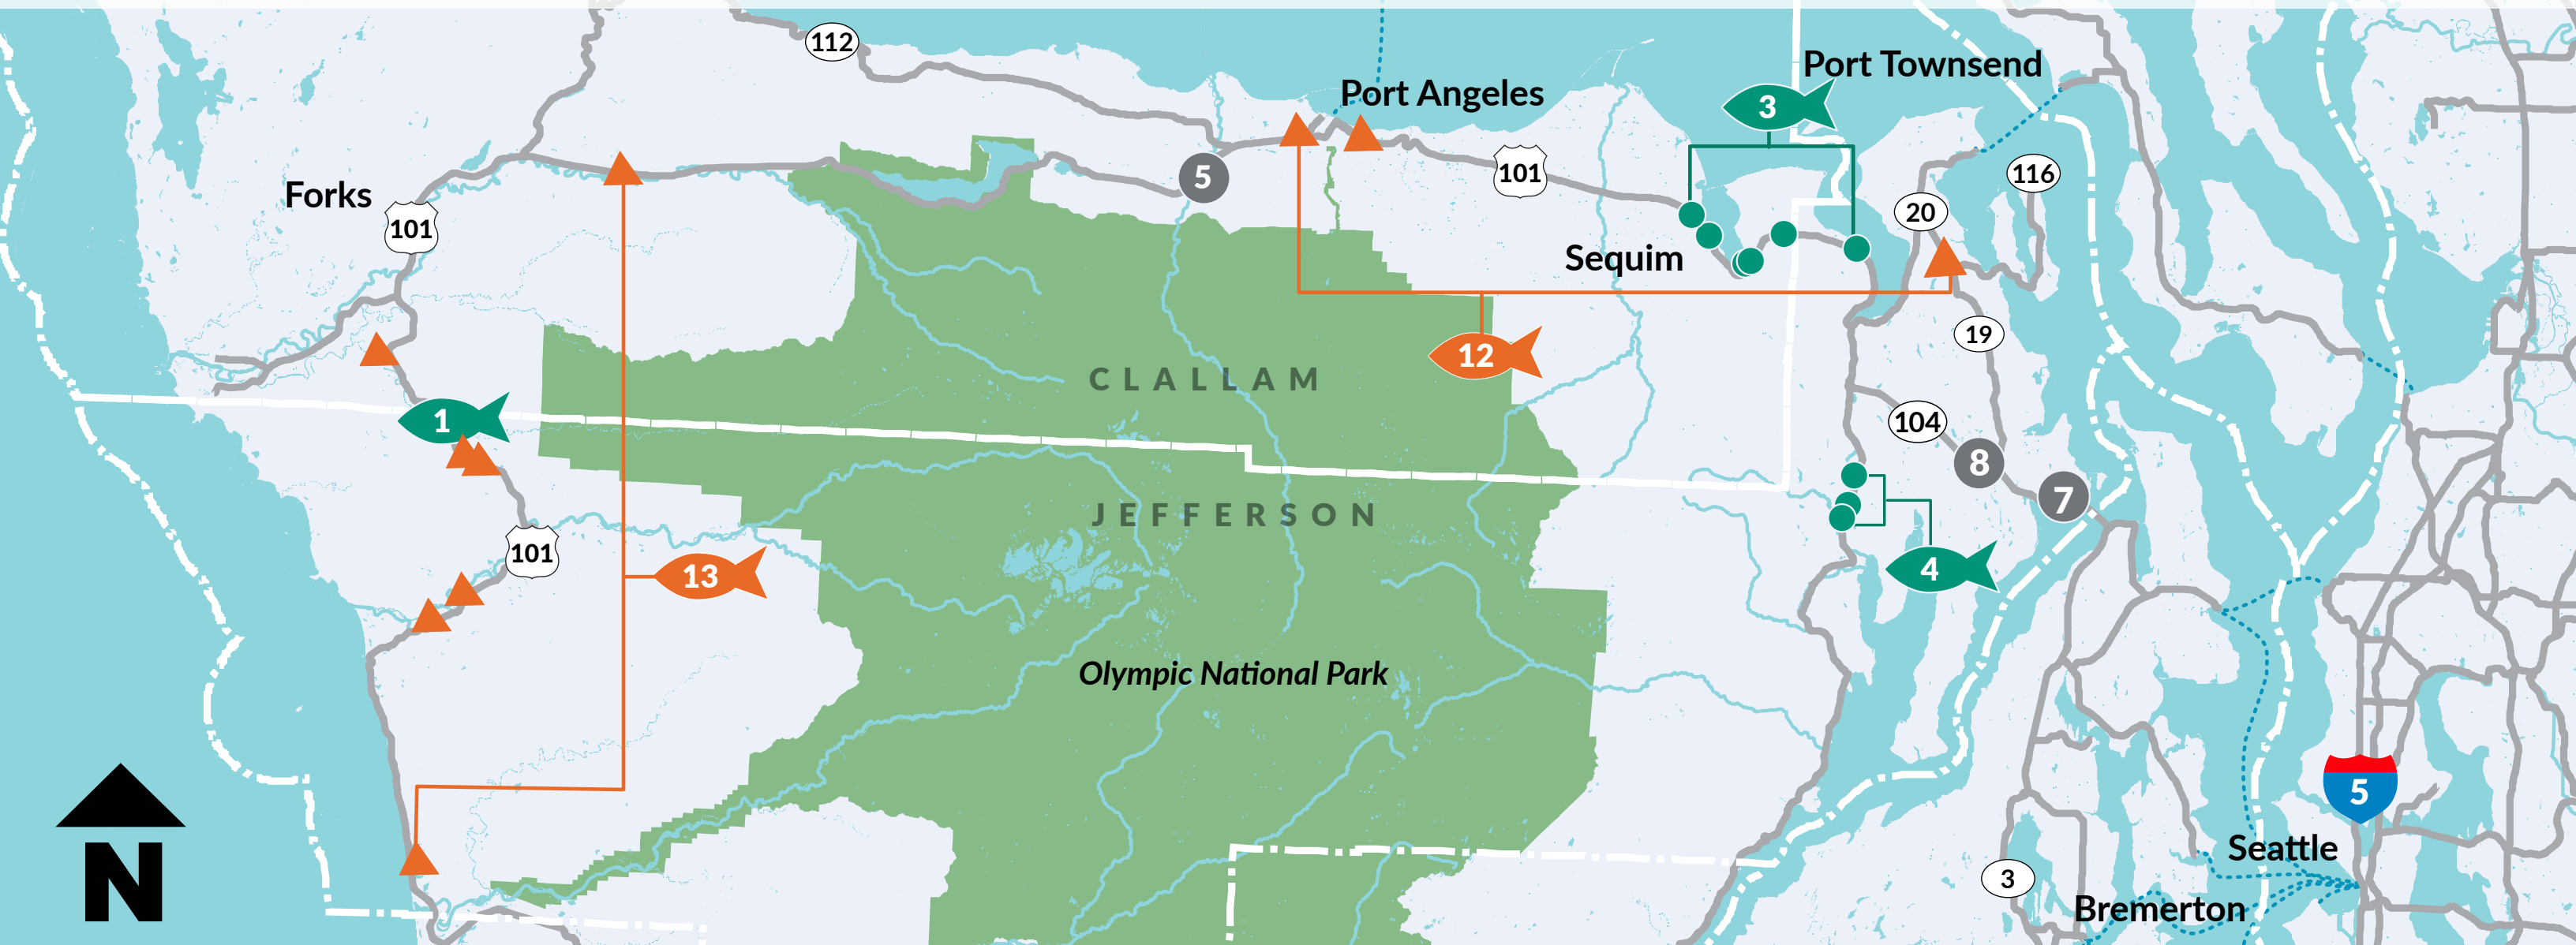 112
Port Townsend
Port Angeles
3
101
116
5
Forks
20
101
Sequim
19
12
CLALLAM
1
104
8
7
JEFFERSON
101
13
4
Olympic National Park
5
N
Seattle
3
Bremerton